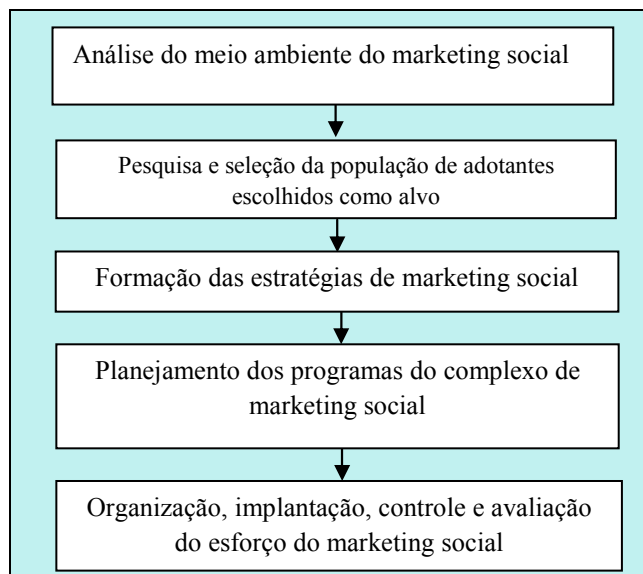 Análise do meio ambiente do marketing social
Pesquisa e seleção da população de adotantes
escolhidos como alvo
Formação das estratégias de marketing social
Planejamento dos programas do complexo de
marketing social
Organização, implantação, controle e avaliação
do esforço do marketing social